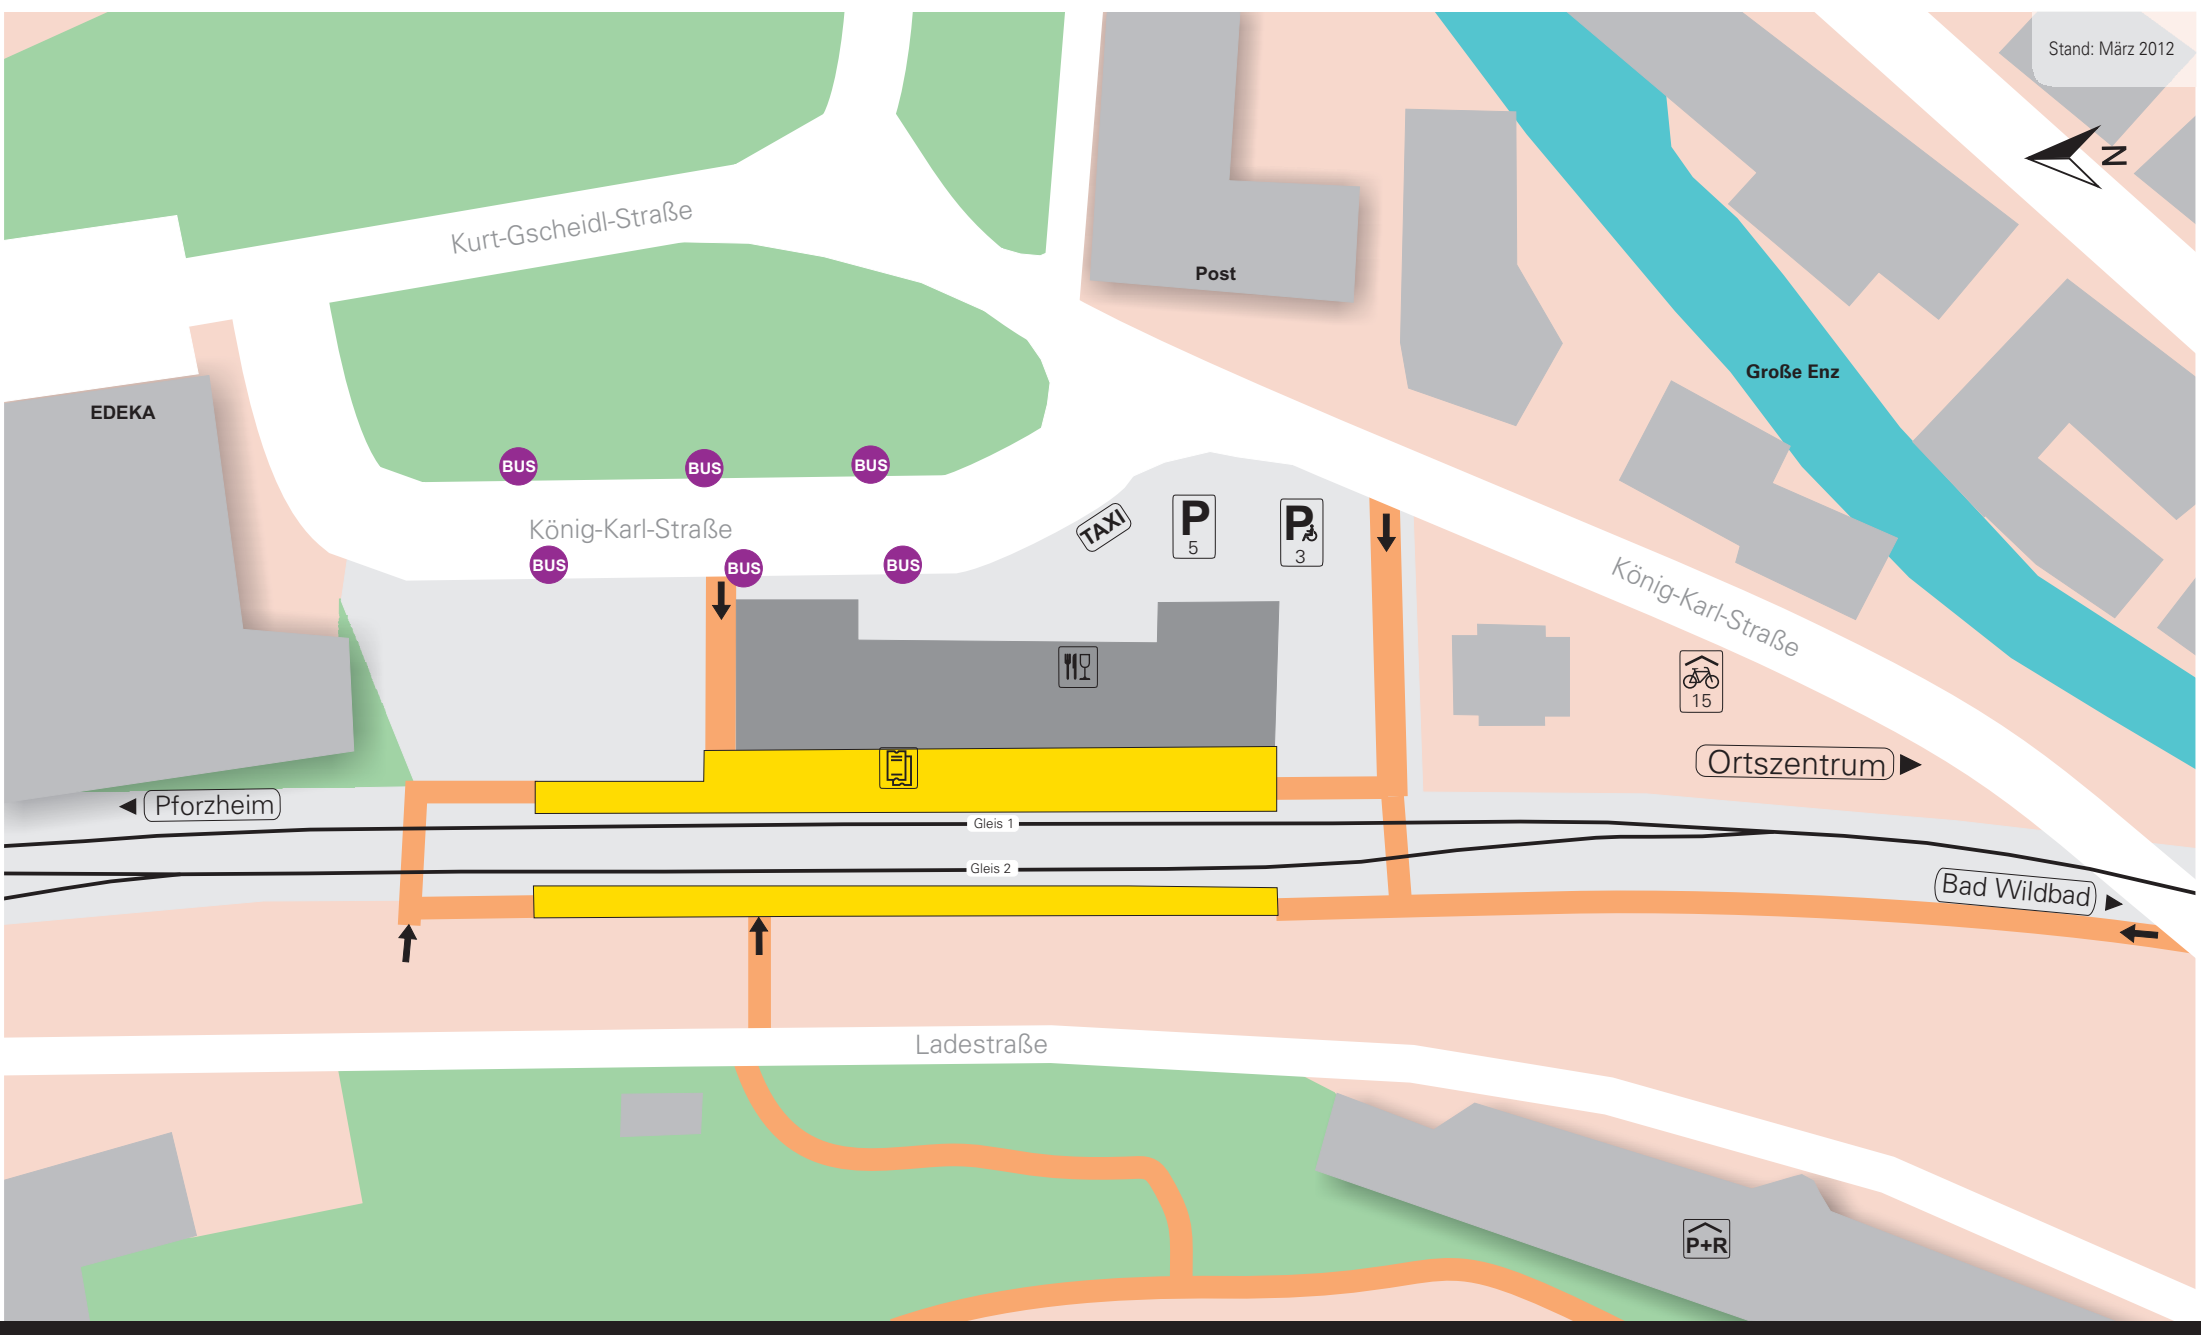 Stand: März 2012
N
Kurt-Gscheidl-Straße
Post
Große Enz
EDEKA
BUS
BUS
BUS
König-Karl-Straße
BUS
BUS
BUS
TAXI
P
5
P
3
König-Karl-Straße
15
Ortszentrum
Pforzheim
Gleis 1
Gleis 2
Bad Wildbad
Ladestraße
P+R